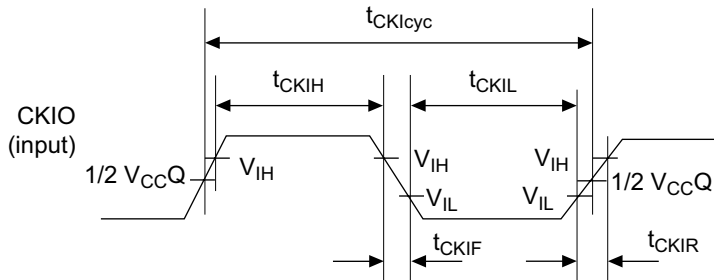 tCKIcyc
tCKIH
tCKIL
CKIO
(input)
VIH
VIH
VIH
1/2 VCCQ
1/2 VCCQ
VIL
VIL
tCKIF
tCKIR